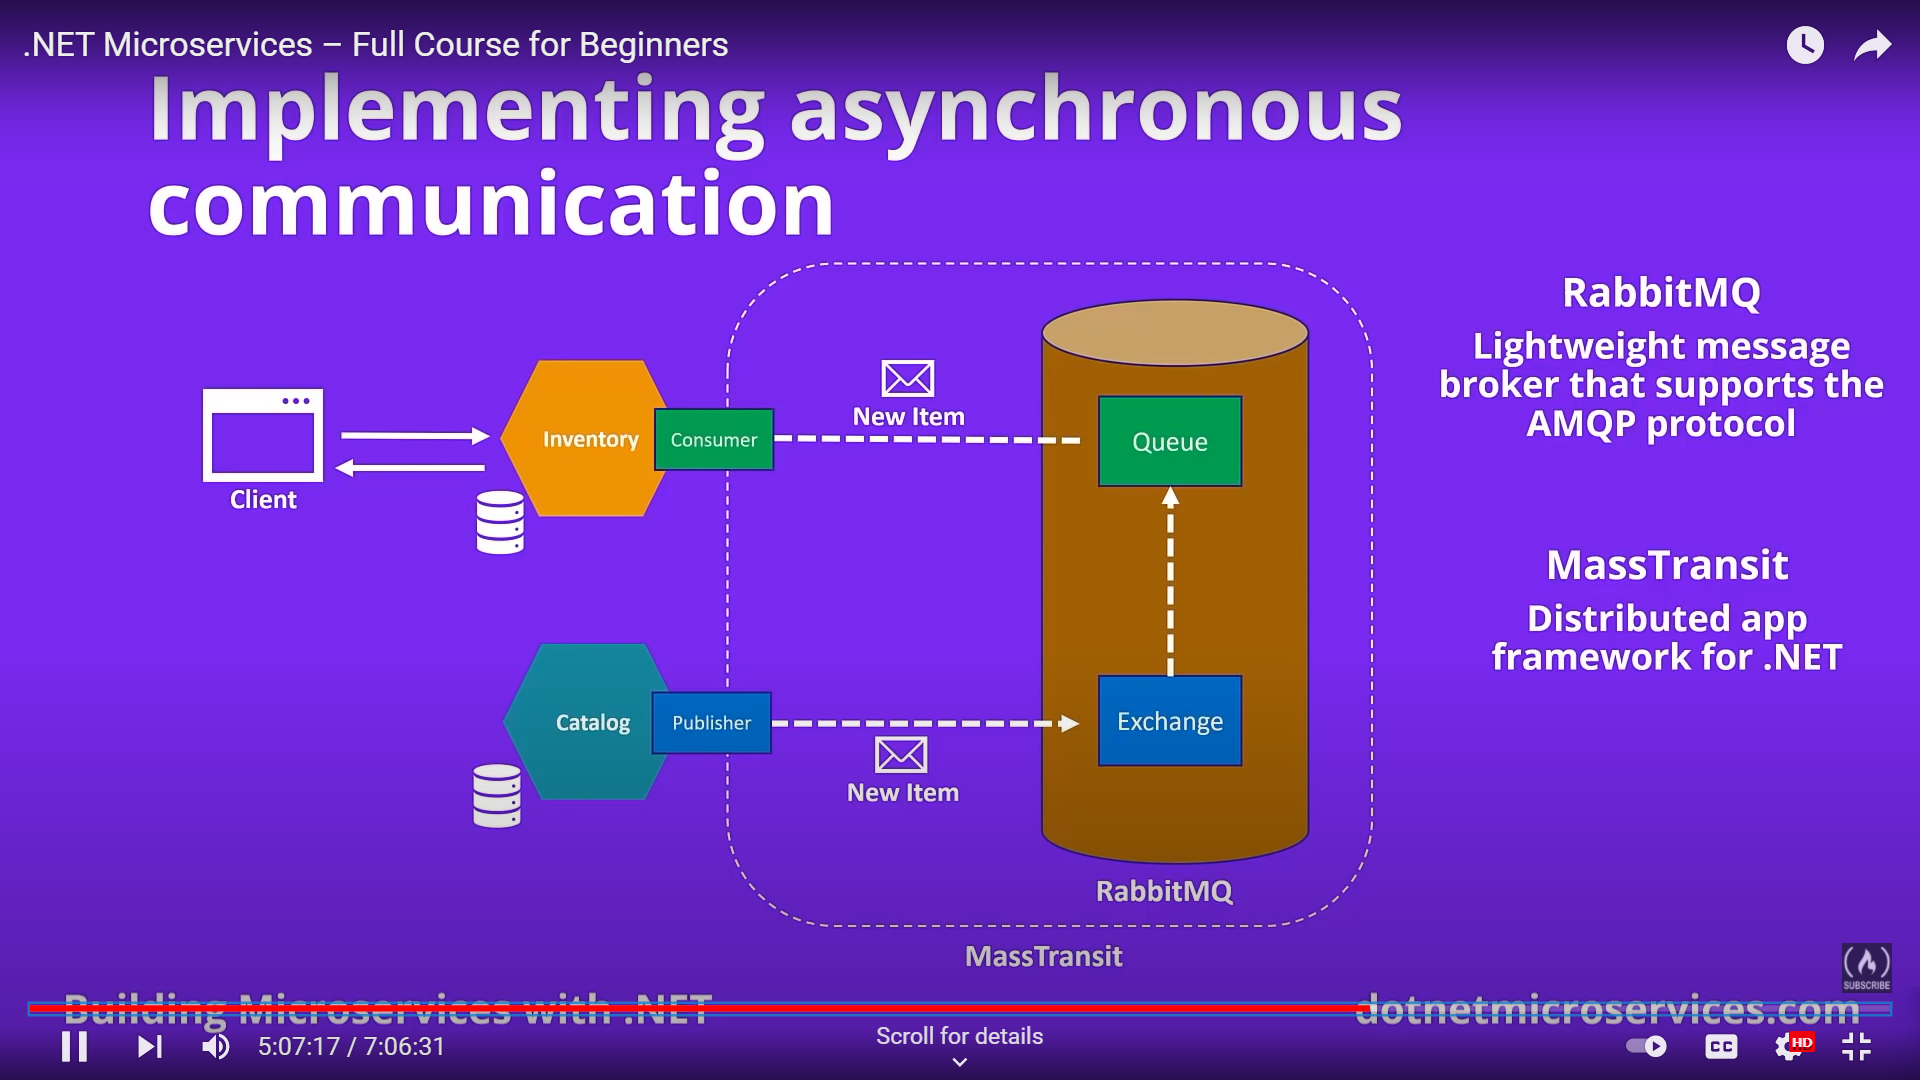 .NET Microservices – Full Course for Beginners
Implementing asynchronous
communication
RabbitMQ
Lightweight message
broker that supports the
AMQP protocol
New Item
Inventory
Consumer
Queue
Client
MassTransit
Distributed app
framework for .NET
Catalog
Publisher
Exchange
New Item
RabbitMQ
MassTransit
SUBSCRIBE
Building Microservices with .NET
dotnetmicroservices.com
5:07:17 / 7:06:31
Scroll for details
CC
HD